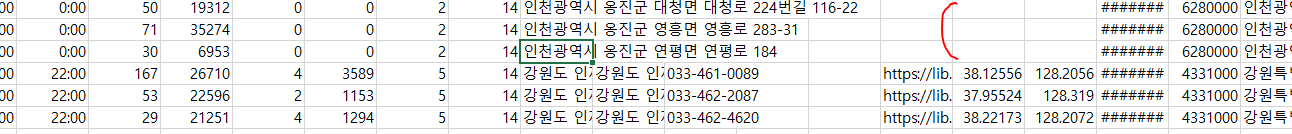 00 0:00 50 19312 0 0 2 14 인천광역시 옹진군 대청면 대청로 224번길 116-22 ####### 6280000 인천광역
00 0:00 71 35274 0 0 2 14 인천광역시 옹진군 영흥면 영흥로 283-31 ####### 6280000 인천광역
00 0:00 30 6953 0 0 2 14 인천광역시 옹진군 연평면 연평로 184 ####### 6280000 인천광역
00 22:00 167 26710 4 3589 5 14 강원도 인제 강원도 인제 033-461-0089 https://lib. 38.12556 128.2056 ####### 4331000 강원특별
00 22:00 53 22596 2 1153 5 14 강원도 인제 강원도 인제 033-462-2087 https://lib. 37.95524 128.319 ####### 4331000 강원특별
00 22:00 29 21251 4 1294 5 14 강원도 인제 강원도 인제 033-462-4620 https://lib. 38.22173 128.2072 ####### 4331000 강원특별